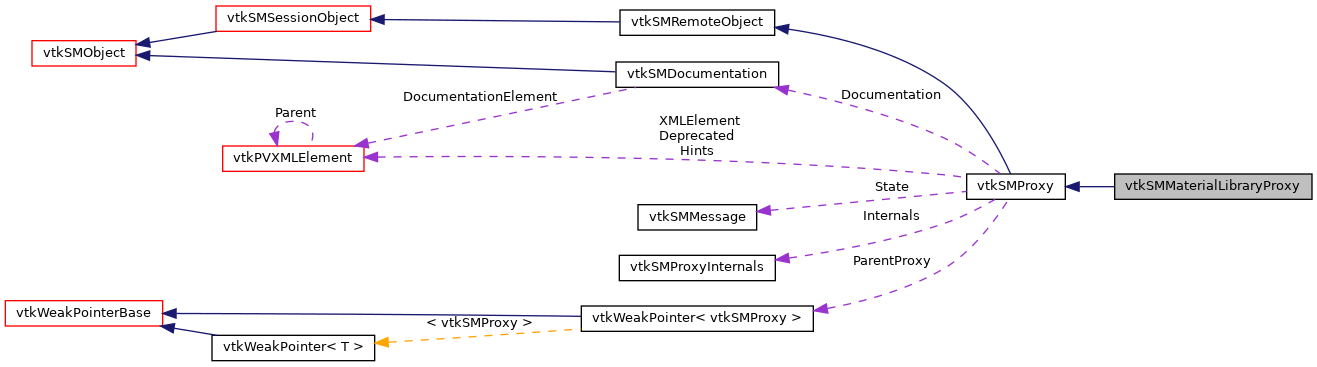 vtkSMSessionObject
vtkSMRemoteObject
vtkSMObject
vtkSMDocumentation
DocumentationElement
Documentation
Parent
XMLElement
Deprecated
Hints
vtkPVXMLElement
vtkSMProxy
vtkSMMaterialLibraryProxy
State
vtkSMMessage
Internals
vtkSMProxyInternals
ParentProxy
vtkWeakPointerBase
vtkWeakPointer< vtkSMProxy >
< vtkSMProxy >
vtkWeakPointer< T >